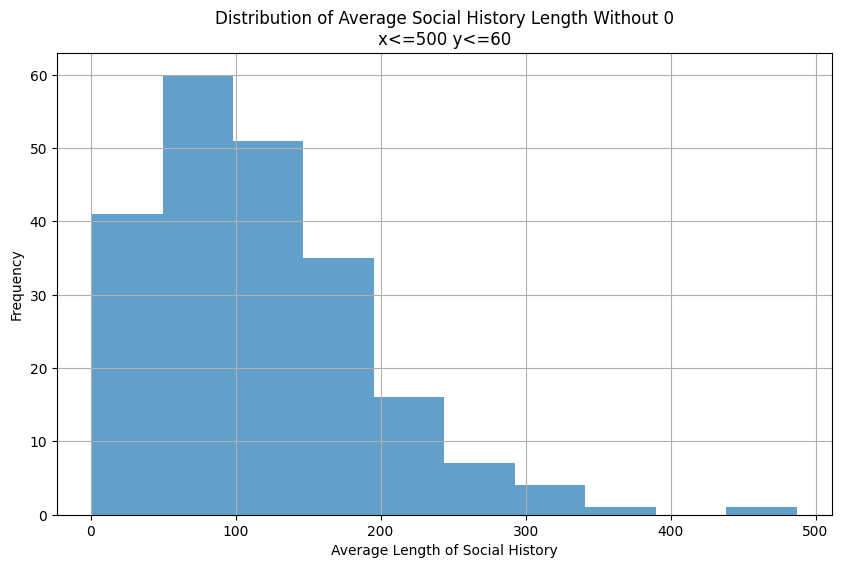 Distribution of Average Social History Length Without 0
x<=500 y<=60
60
50
40
30
20
10
0
Frequency
0 100 200 300 400 500
Average Length of Social History